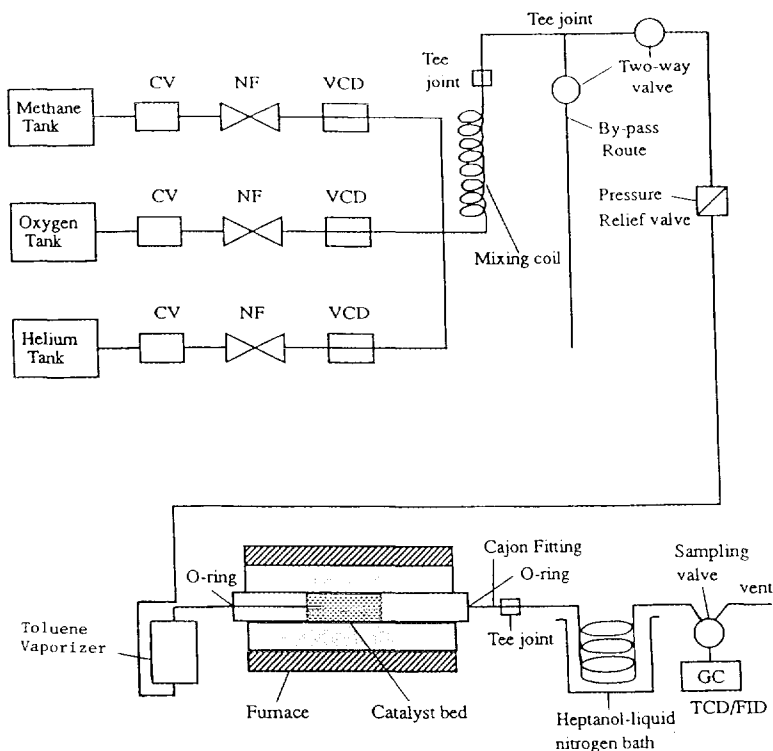 Tee joint
Tee
joint
Two-way
valve
CV
NF
VCD
Methane
Tank
By-pass
Route
CV
NF
VCD
Oxygen
Tank
Pressure
Relief valve
Mixing coil
CV
NF
VCD
Helium
Tank
Cajon Fitting
Sampling
valve
O-ring
O-ring
vent
Toluene
Vaporizer
Tee joint
GC
TCD/FID
Furnace
Catalyst bed
Heptanol-liquid
nitrogen bath